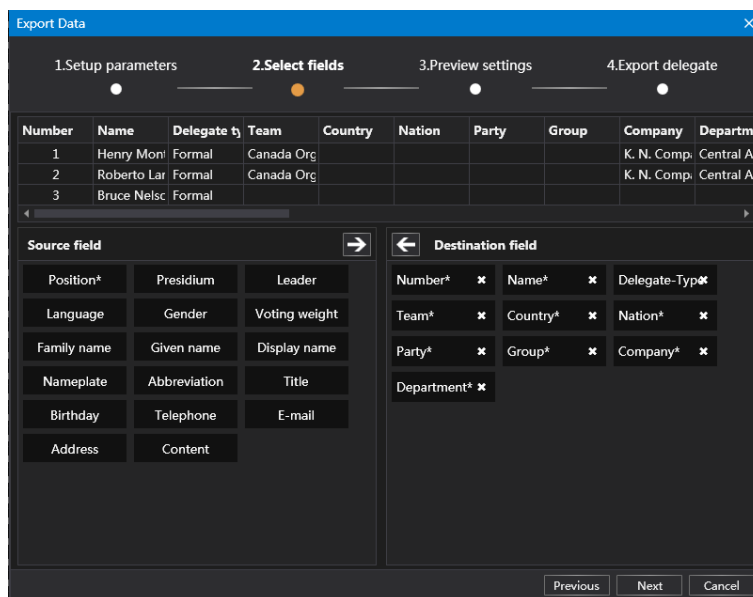 Export Data
1.Setup parameters 2.Select fields 3.Preview settings 4.Export delegate
Number Name Delegate ty Team Country Nation Party Group Company Departm
1 Henry Mont Formal Canada Org K. N. Compa Central A
2 Roberto Lar Formal Canada Org K. N. Compa Central A
3 Bruce Nelsc Formal
Source field Destination field
Position* Presidium Leader Number* Name* Delegate-Type
Language Gender Voting weight Team* Country* Nation*
Family name Given name Display name Party* Group* Company*
Nameplate Abbreviation Title Department*
Birthday Telephone E-mail
Address Content
Previous Next Cancel